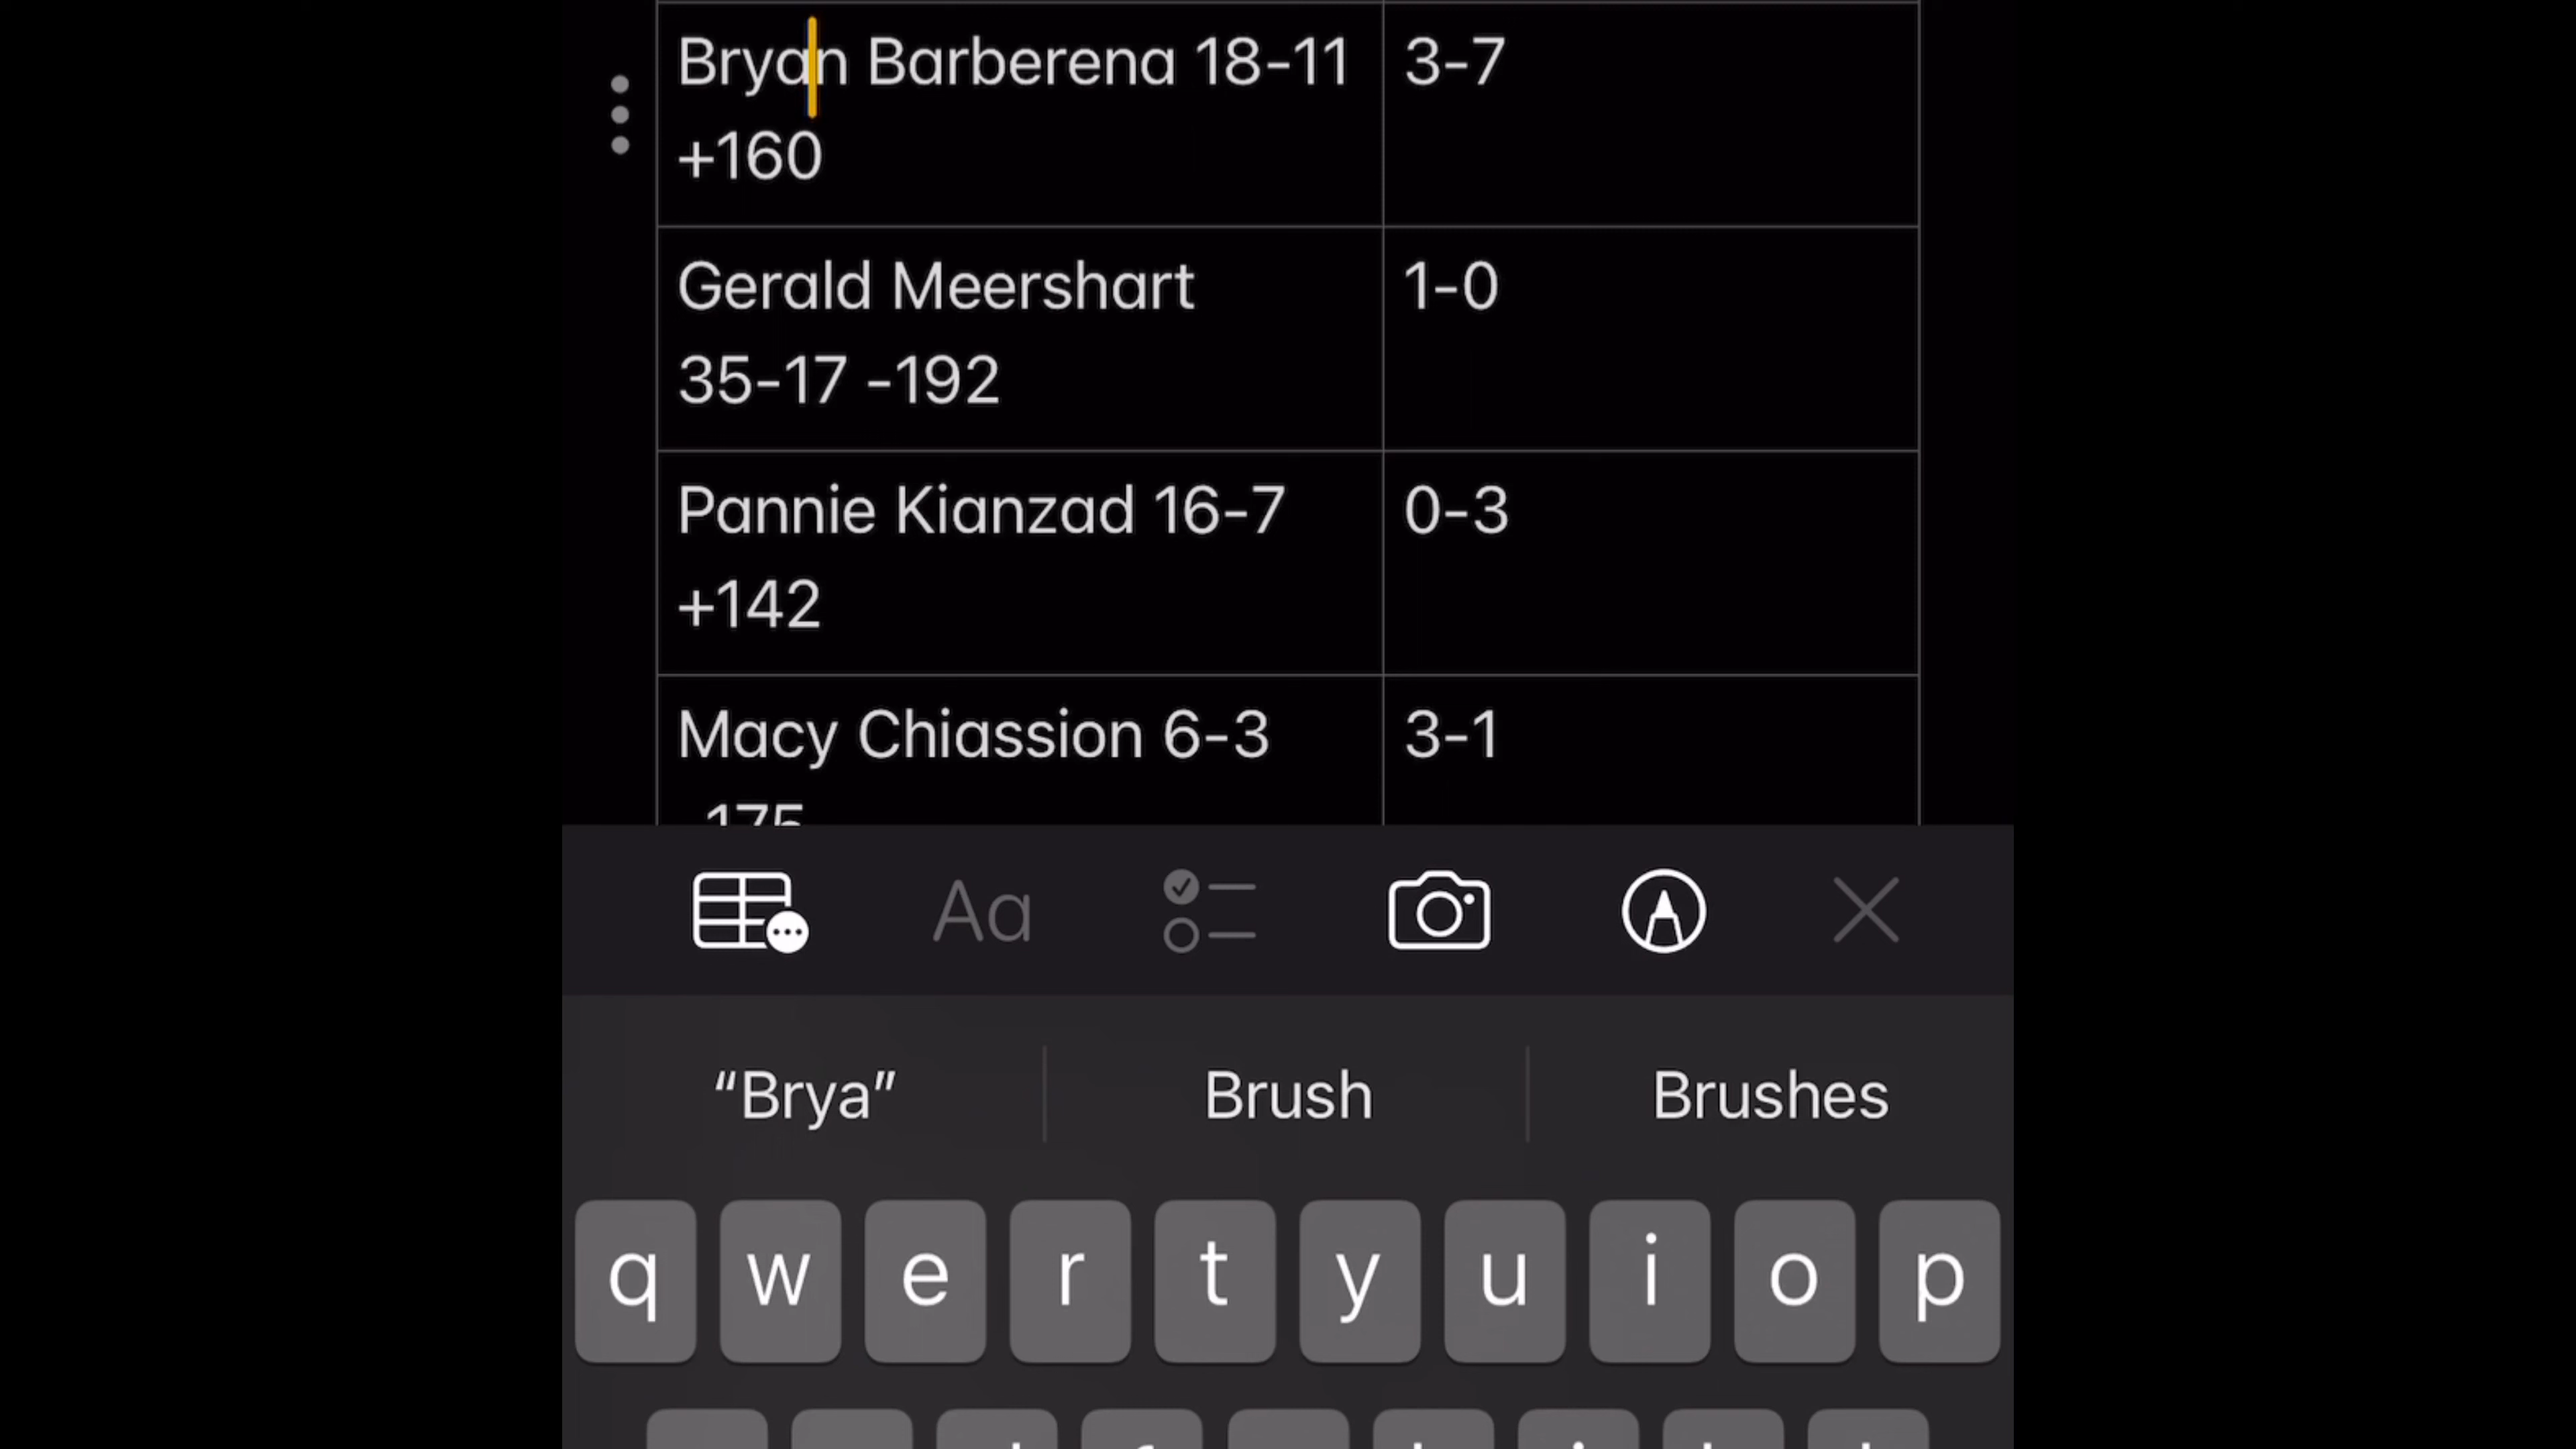 Bryan Barberena 18-11 3-7
+160
Gerald Meershart 1-0
35-17 -192
Pannie Kianzad 16-7 0-3
+142
Macy Chiassion 6-3 3-1
-175
Aa
“Brya” Brush Brushes
q w e r t y u i o p